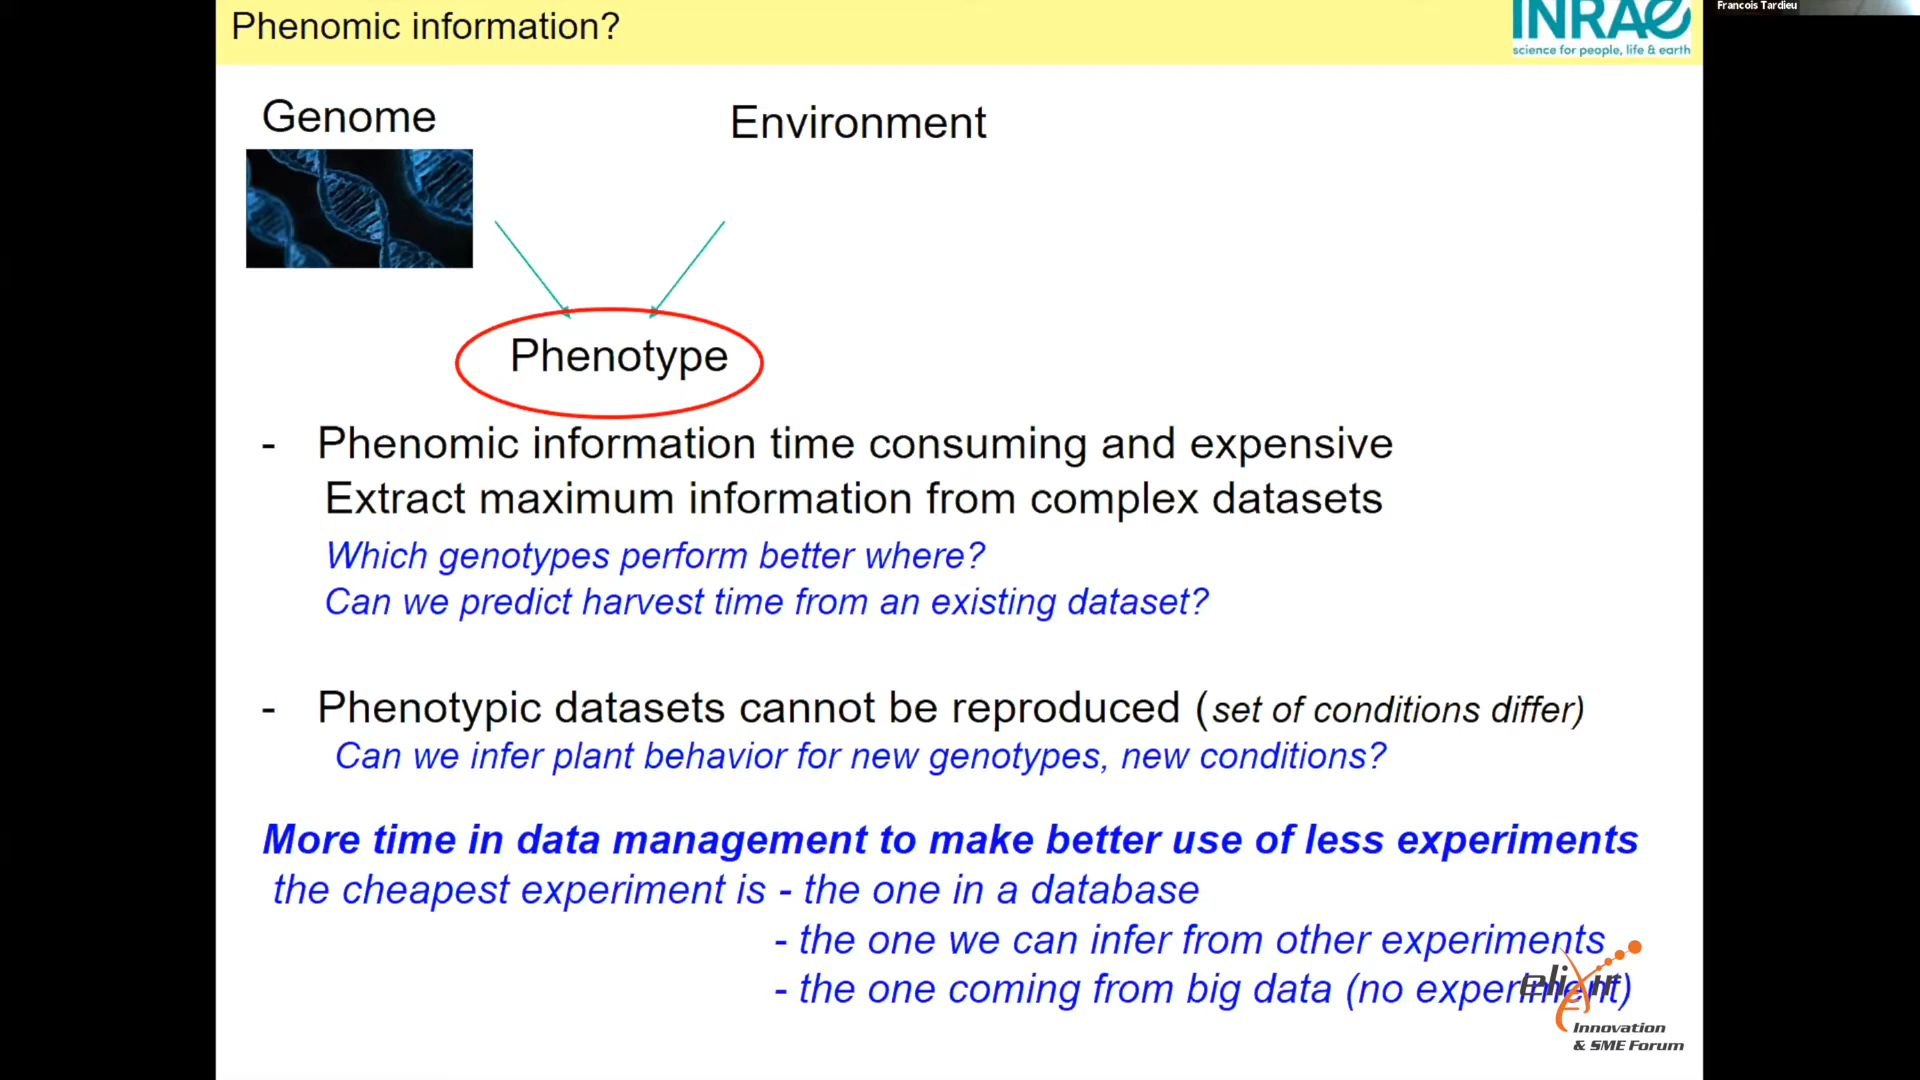 Phenomic information?
INRAE
science for people, life & earth
Francois Tardieu
Genome
Environment
Phenotype
- Phenomic information time consuming and expensive
Extract maximum information from complex datasets
Which genotypes perform better where?
Can we predict harvest time from an existing dataset?
- Phenotypic datasets cannot be reproduced (set of conditions differ)
Can we infer plant behavior for new genotypes, new conditions?
More time in data management to make better use of less experiments
the cheapest experiment is - the one in a database
- the one we can infer from other experiments
- the one coming from big data (no experiment)
elixir
Innovation
& SME Forum